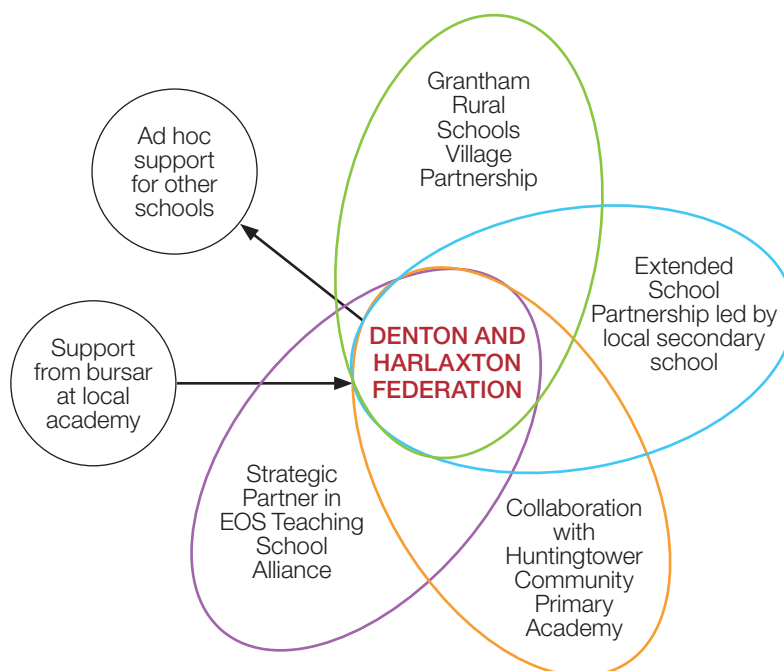 Grantham
Rural
Schools
Village
Partnership
Ad hoc
support
for other
schools
Extended
School
Partnership led by
local secondary
school
DENTON AND
HARLAXTON
FEDERATION
Support
from bursar
at local
academy
Strategic
Partner in
EOS Teaching
School
Alliance
Collaboration
with
Huntingtower
Community
Primary
Academy